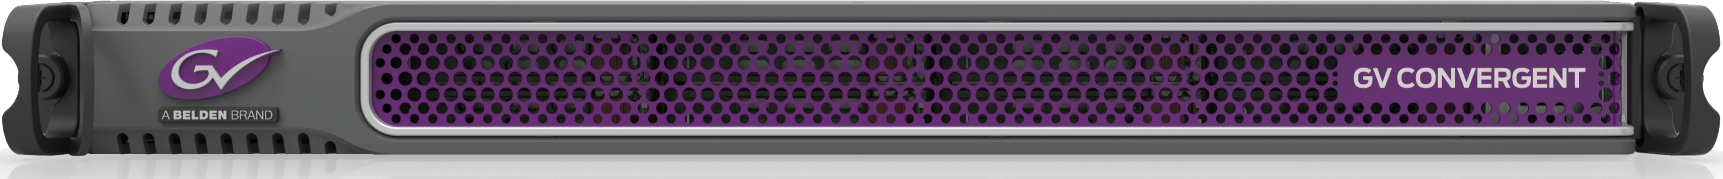 GV
A BELDEN BRAND
GV CONVERGENT